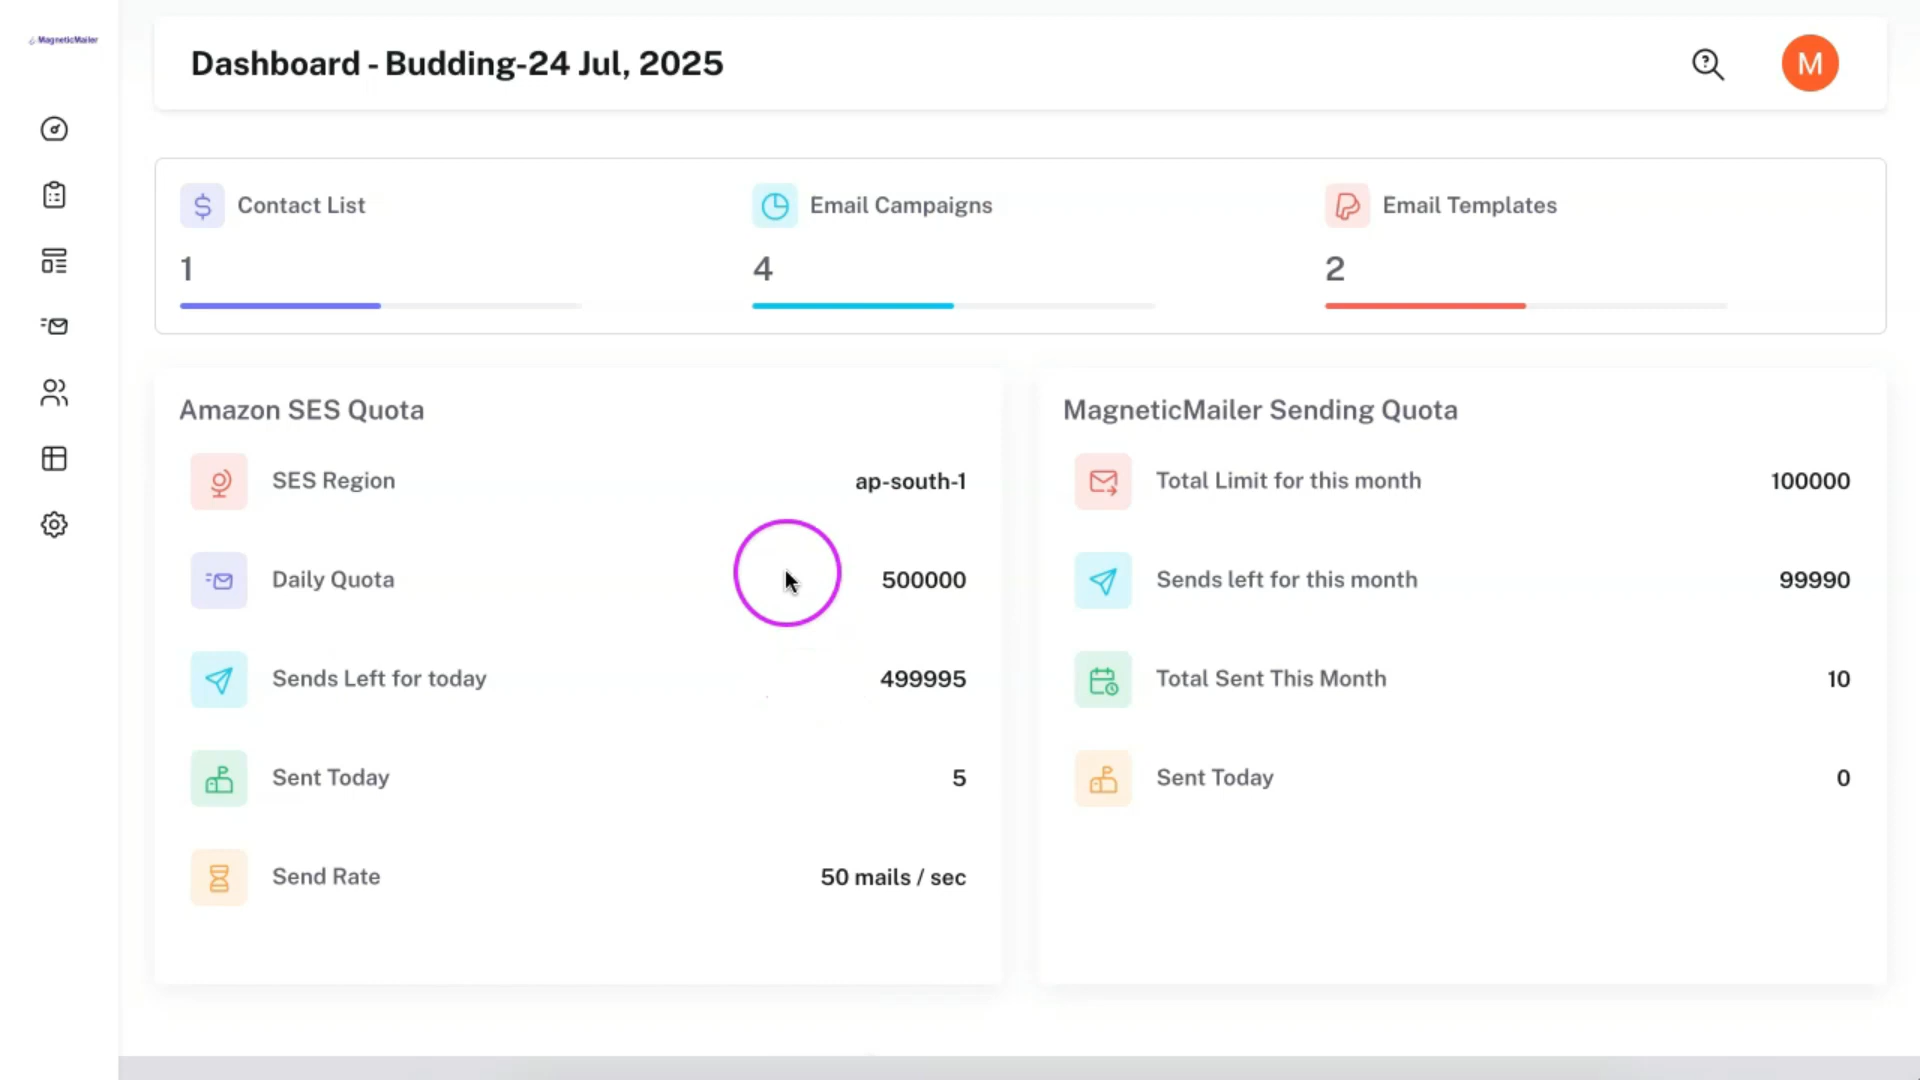 MagneticMailer
Dashboard - Budding-24 Jul, 2025
M
Contact List
1
Email Campaigns
4
Email Templates
2
Amazon SES Quota
SES Region
ap-south-1
Daily Quota
500000
Sends Left for today
499995
Sent Today
5
Send Rate
50 mails / sec
MagneticMailer Sending Quota
Total Limit for this month
100000
Sends left for this month
99990
Total Sent This Month
10
Sent Today
0